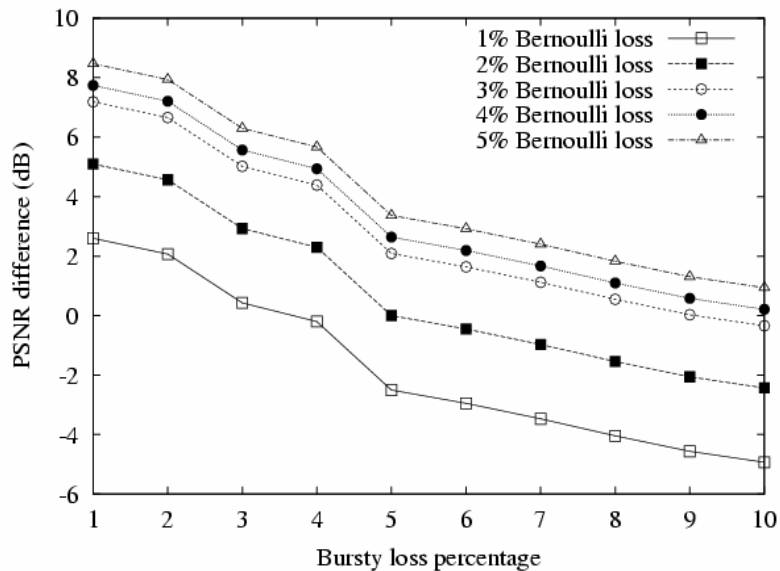 10
8
6
4
2
0
-2
-4
-6
PSNR difference (dB)
1% Bernoulli loss
2% Bernoulli loss
3% Bernoulli loss
4% Bernoulli loss
5% Bernoulli loss
1 2 3 4 5 6 7 8 9 10
Bursty loss percentage